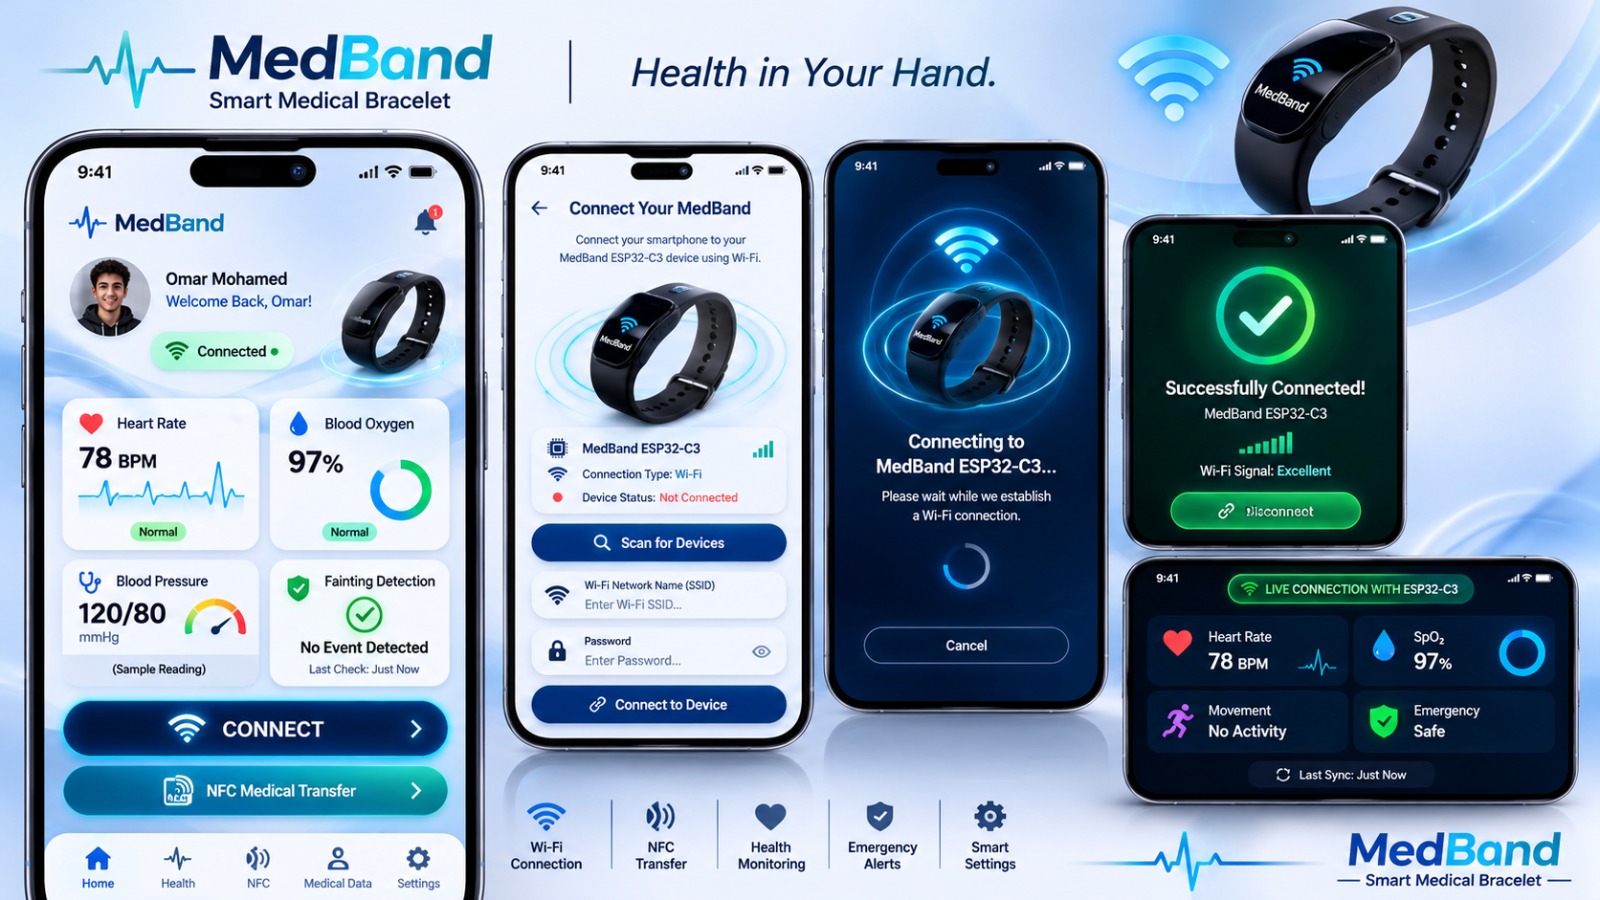 MedBand
Smart Medical Bracelet
Health in Your Hand.
MedBand
9:41
MedBand
1
Omar Mohamed
Welcome Back, Omar!
Connected
Heart Rate
78 BPM
Normal
Blood Oxygen
97%
Normal
Blood Pressure
120/80
mmHg
(Sample Reading)
Fainting Detection
No Event Detected
Last Check: Just Now
CONNECT
NFC Medical Transfer
Home
Health
NFC
Medical Data
Settings
9:41
Connect Your MedBand
Connect your smartphone to your
MedBand ESP32-C3 device using Wi-Fi.
MedBand
MedBand ESP32-C3
Connection Type: Wi-Fi
Device Status: Not Connected
Scan for Devices
Wi-Fi Network Name (SSID)
Enter Wi-Fi SSID...
Password
Enter Password...
Connect to Device
9:41
MedBand
Connecting to
MedBand ESP32-C3...
Please wait while we establish
a Wi-Fi connection.
Cancel
9:41
Successfully Connected!
MedBand ESP32-C3
Wi-Fi Signal: Excellent
9:41
LIVE CONNECTION WITH ESP32-C3
Heart Rate
78 BPM
SpO₂
97%
Movement
No Activity
Emergency
Safe
Last Sync: Just Now
Wi-Fi
Connection
NFC
Transfer
Health
Monitoring
Emergency
Alerts
Smart
Settings
MedBand
Smart Medical Bracelet